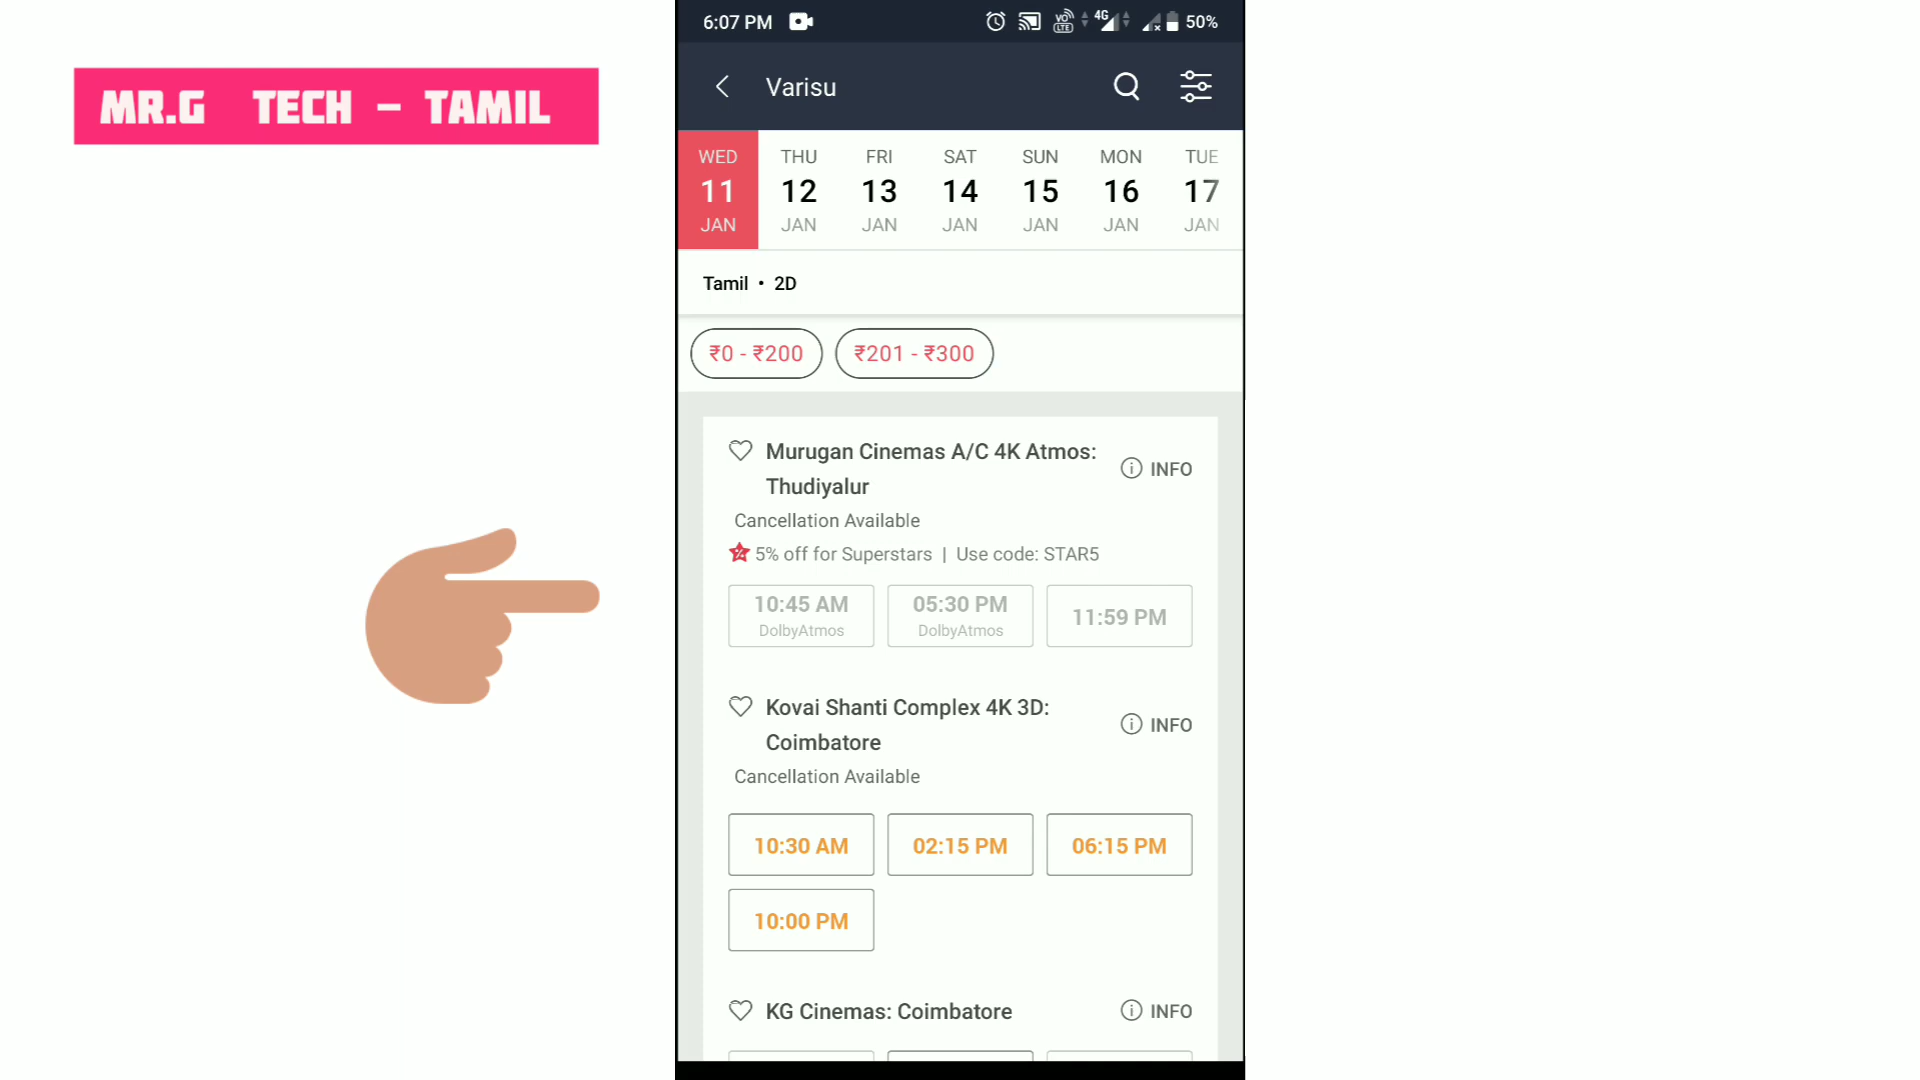 6:07 PM
VO LTE
4G
50%
MR.G TECH - TAMIL
Varisu
WED THU FRI SAT SUN MON TUE
11 12 13 14 15 16 17
JAN JAN JAN JAN JAN JAN JAN
Tamil • 2D
₹0 - ₹200 ₹201 - ₹300
Murugan Cinemas A/C 4K Atmos:
Thudiyalur
INFO
Cancellation Available
5% off for Superstars | Use code: STAR5
10:45 AM 05:30 PM 11:59 PM
DolbyAtmos DolbyAtmos
Kovai Shanti Complex 4K 3D:
Coimbatore
INFO
Cancellation Available
10:30 AM 02:15 PM 06:15 PM
10:00 PM
KG Cinemas: Coimbatore INFO